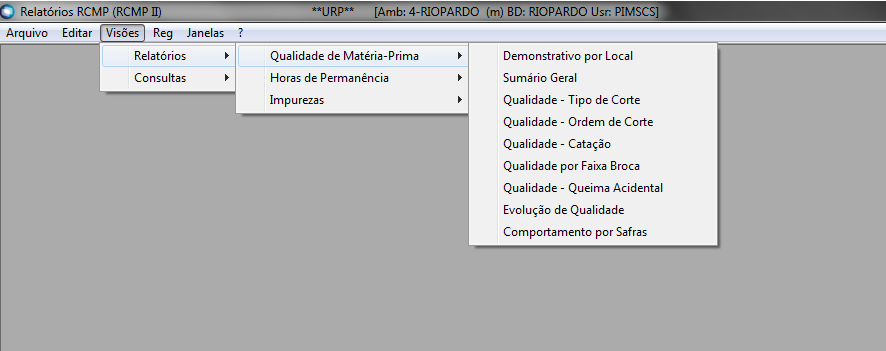 Relatórios RCMP (RCMP II) **URP** [Amb: 4-RIOPARDO (m) BD: RIOPARDO Usr: PIMSCS]
Arquivo Editar Visões Reg Janelas ?
Relatórios
Consultas
Qualidade de Matéria-Prima
Horas de Permanência
Impurezas
Demonstrativo por Local
Sumário Geral
Qualidade - Tipo de Corte
Qualidade - Ordem de Corte
Qualidade - Catação
Qualidade por Faixa Broca
Qualidade - Queima Acidental
Evolução de Qualidade
Comportamento por Safras